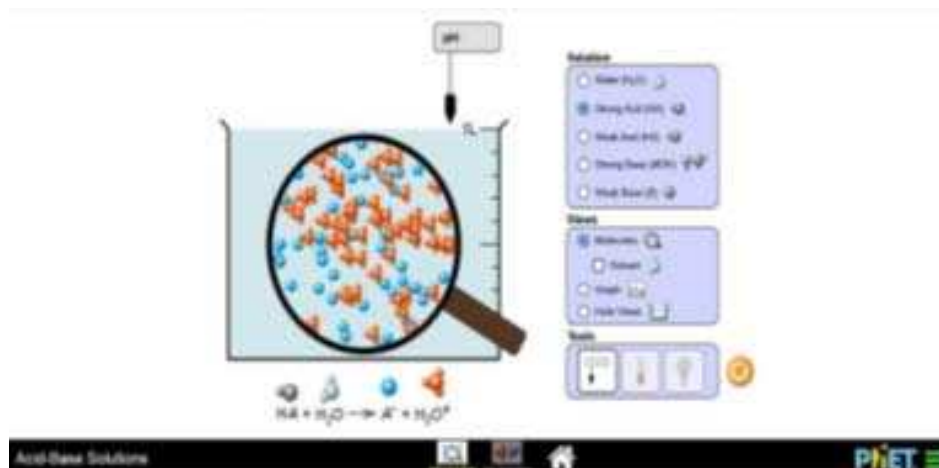 pH
Solution
Water (H₂O)
Strong Acid (HA)
Weak Acid (HA)
Strong Base (MOH)
Weak Base (B)
Views
Molecules
Solvent
Graph
Hide Views
Tools
HA + H₂O → A⁻ + H₃O⁺
Acid-Base Solutions
PhET